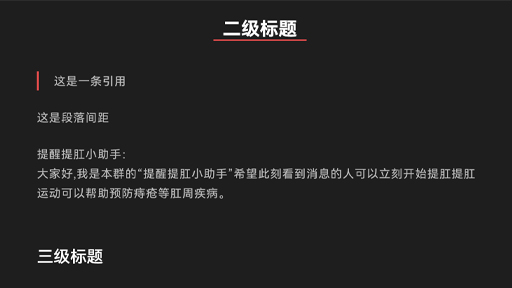 二级标题
这是一条引用
这是段落间距
提醒提肛小助手:
大家好,我是本群的“提醒提肛小助手”希望此刻看到消息的人可以立刻开始提肛提肛
运动可以帮助预防痔疮等肛周疾病。
三级标题